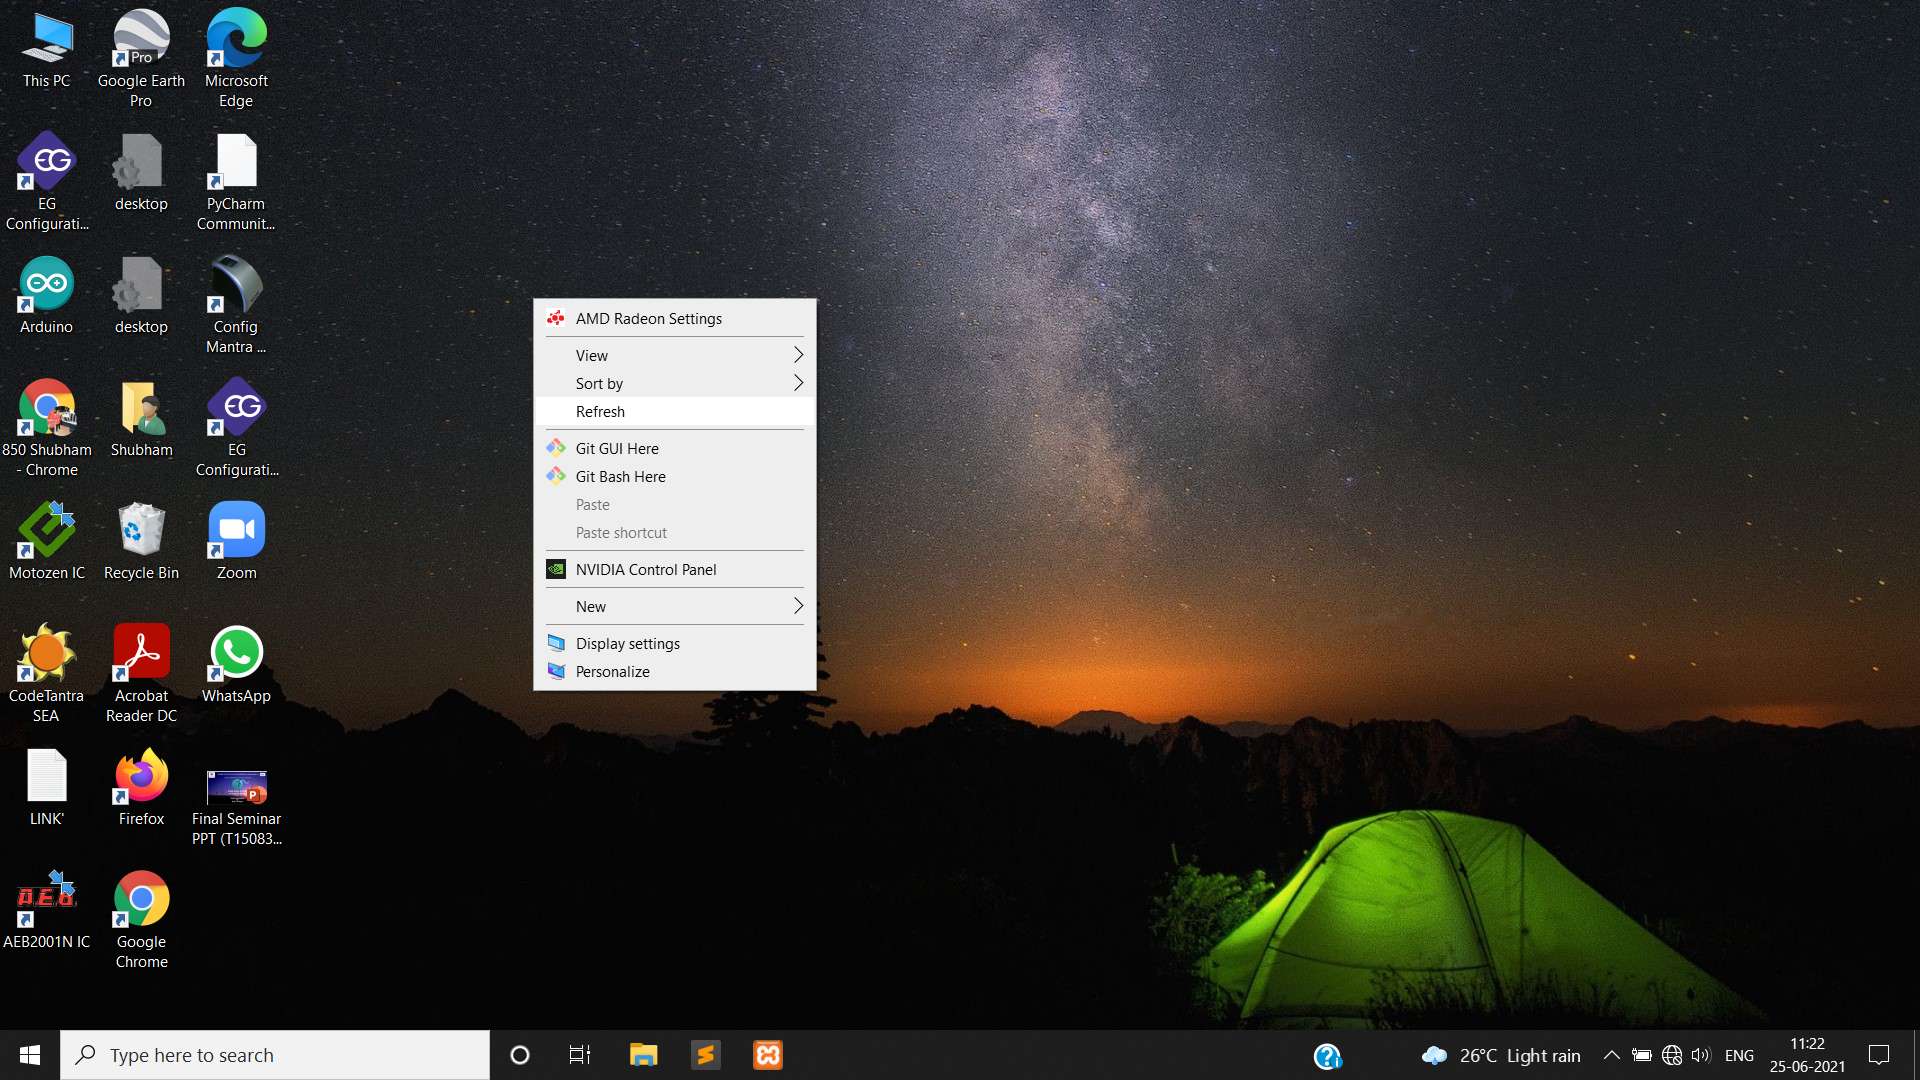 This PC
Pro
Google Earth
Pro
Microsoft
Edge
EG
EG
Configurati...
desktop
PyCharm
Communit...
Arduino
desktop
Config
Mantra ...
850 Shubham
- Chrome
Shubham
EG
EG
Configurati...
Motozen IC
Recycle Bin
Zoom
CodeTantra
SEA
Acrobat
Reader DC
WhatsApp
LINK'
Firefox
P
Final Seminar
PPT (T15083...
A.E.B.
AEB2001N IC
Google
Chrome
AMD Radeon Settings
View
Sort by
Refresh
Git GUI Here
Git Bash Here
Paste
Paste shortcut
NVIDIA Control Panel
New
Display settings
Personalize
Type here to search
26°C Light rain
ENG
11:22
25-06-2021